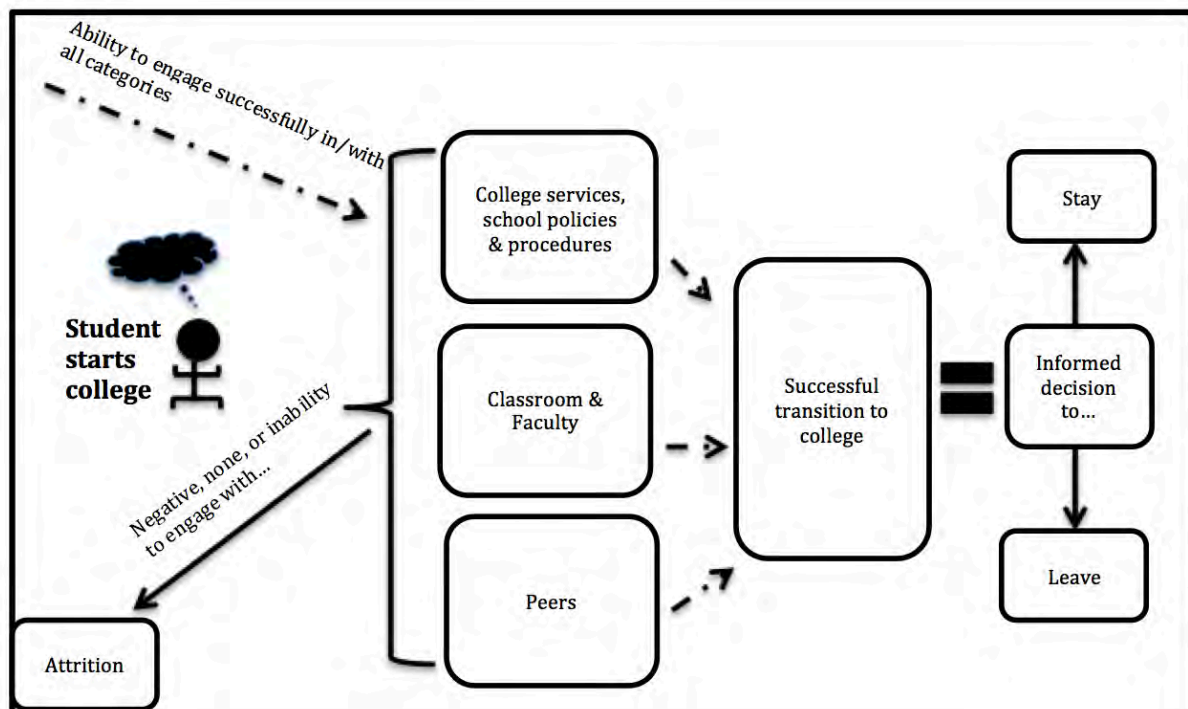 Ability to engage successfully in/with
all categories
Student
starts
college
Negative, none, or inability
to engage with...
Attrition
College services,
school policies
& procedures
Classroom &
Faculty
Peers
Successful
transition to
college
Stay
Informed
decision
to...
Leave